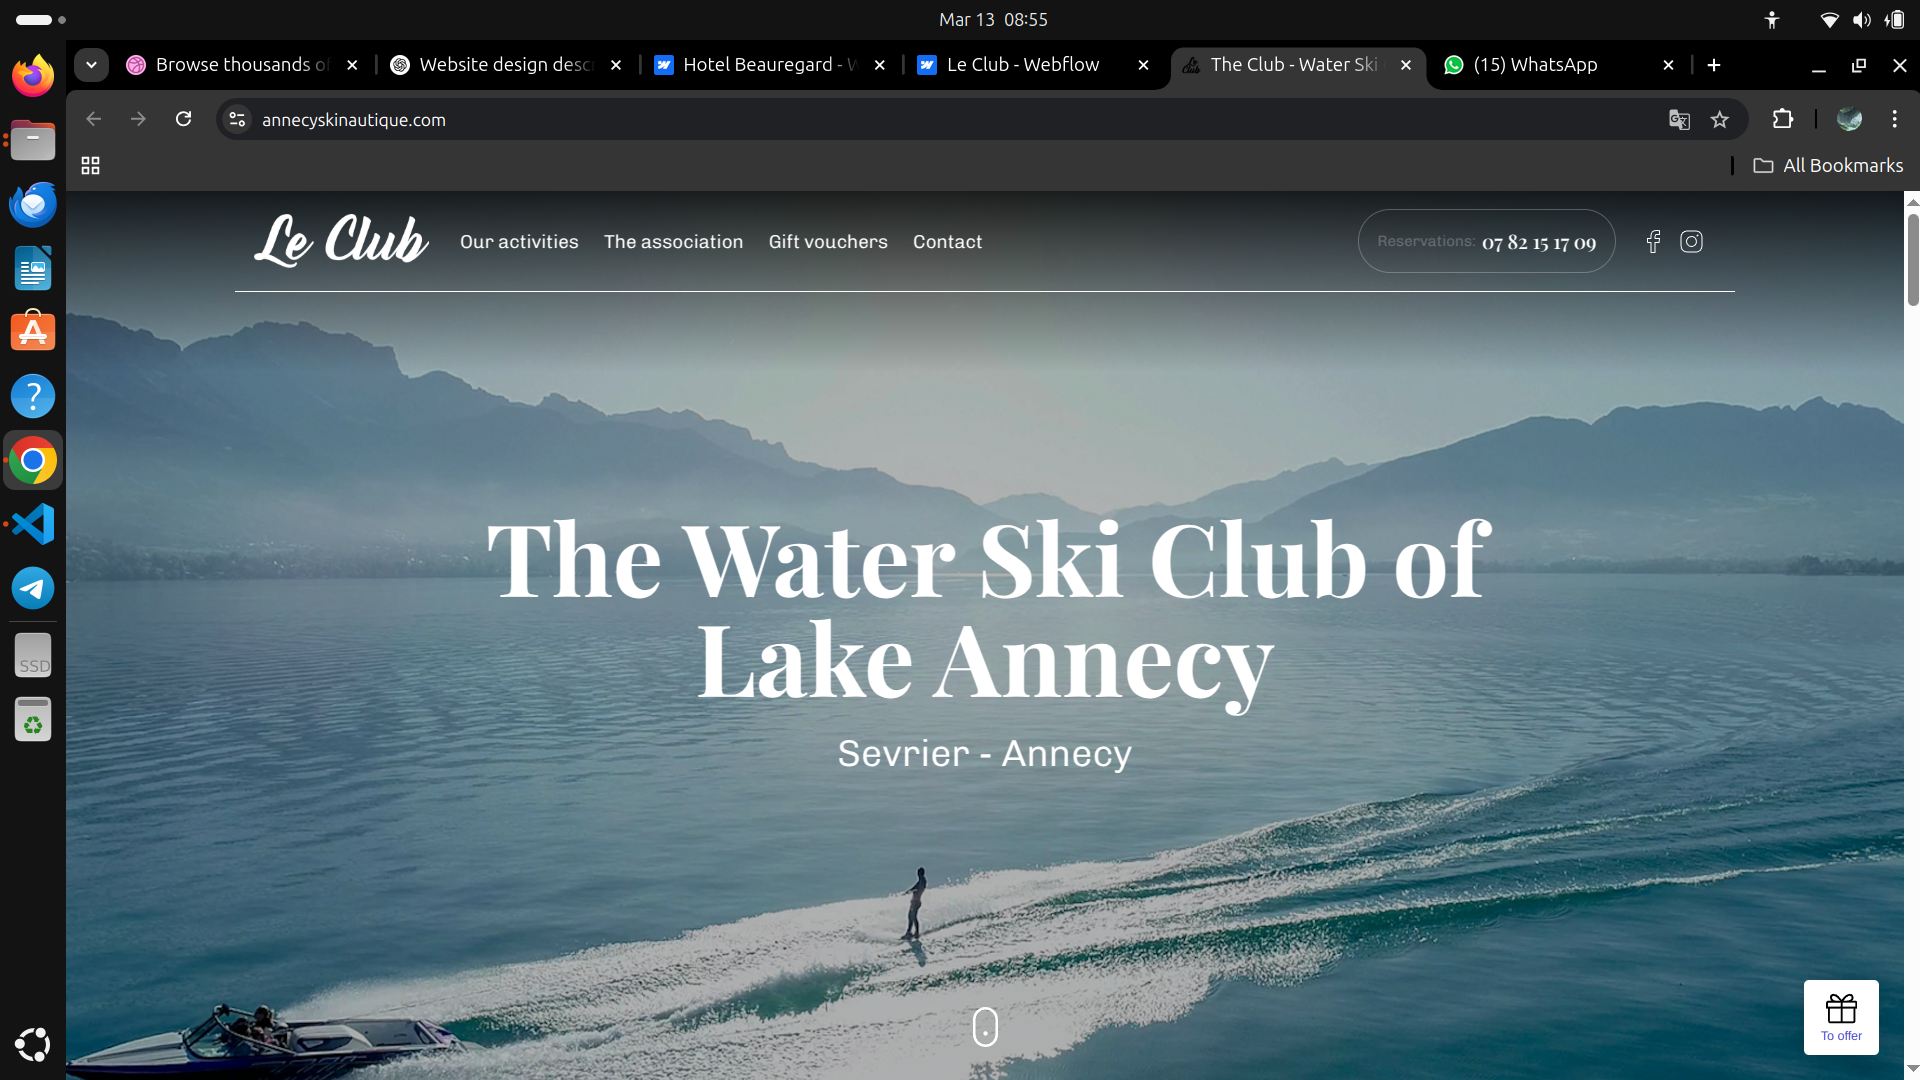 Mar 13 08:55
Browse thousands of
Website design desc
Hotel Beauregard - W
Le Club - Webflow
The Club - Water Ski
(15) WhatsApp
annecyskinautique.com
All Bookmarks
Le Club
Our activities
The association
Gift vouchers
Contact
Reservations: 07 82 15 17 09
The Water Ski Club of
Lake Annecy
Sevrier - Annecy
To offer
SSD